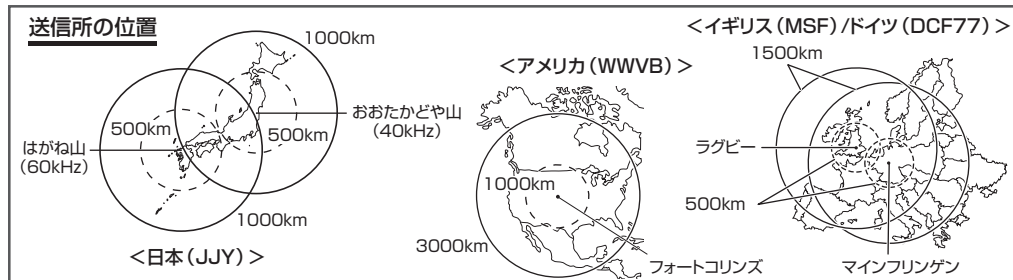 送信所の位置
1000km
500km
おおたかどや山
(40kHz)
500km
はがね山
(60kHz)
1000km
<日本(JJY)>
<アメリカ(WWVB)>
1000km
3000km
フォートコリンズ
<イギリス(MSF)/ドイツ(DCF77)>
1500km
ラグビー
500km
マインフリンゲン